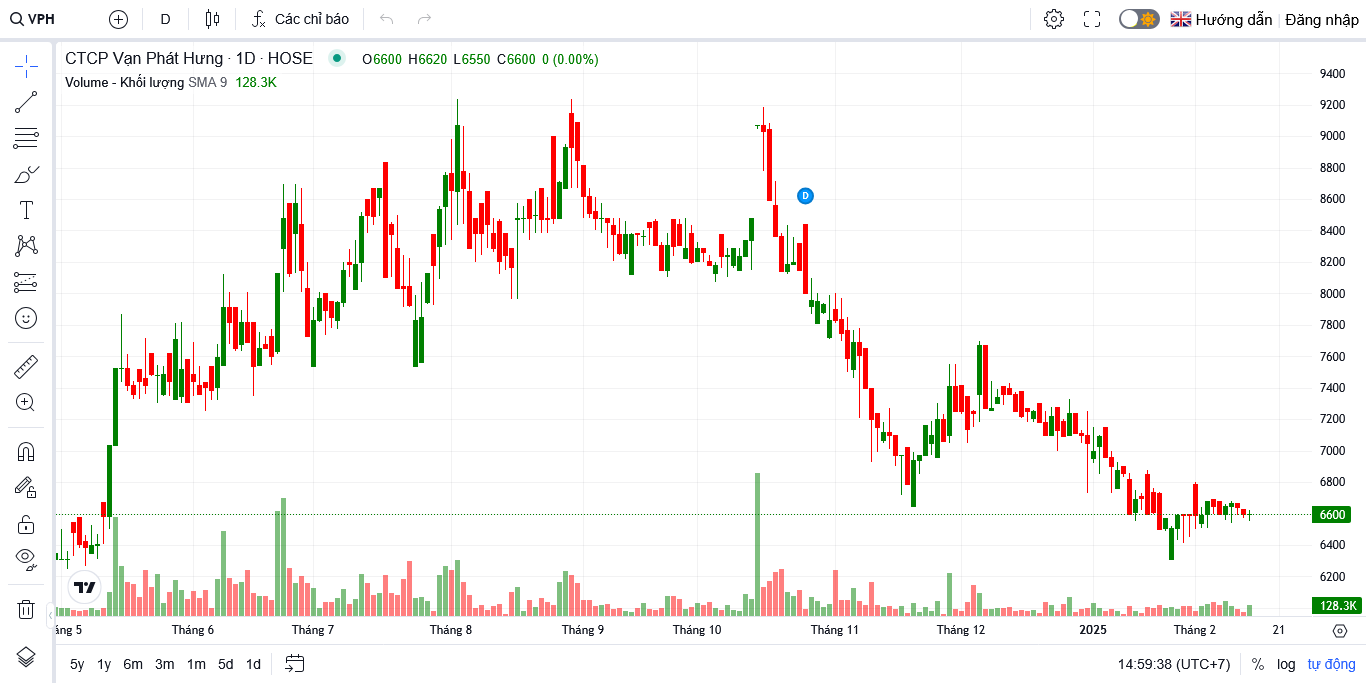 VPH D Các chỉ báo Hướng dẫn Đăng nhập
CTCP Vạn Phát Hưng · 1D · HOSE O6600 H6620 L6550 C6600 0 (0.00%)
Volume - Khối lượng SMA 9 128.3K
9400
9200
9000
8800
8600
D
8400
8200
8000
7800
7600
7400
7200
7000
6800
6600
6400
6200
128.3K
áng 5 Tháng 6 Tháng 7 Tháng 8 Tháng 9 Tháng 10 Tháng 11 Tháng 12 2025 Tháng 2 21
5y 1y 6m 3m 1m 5d 1d 14:59:38 (UTC+7) % log tự động